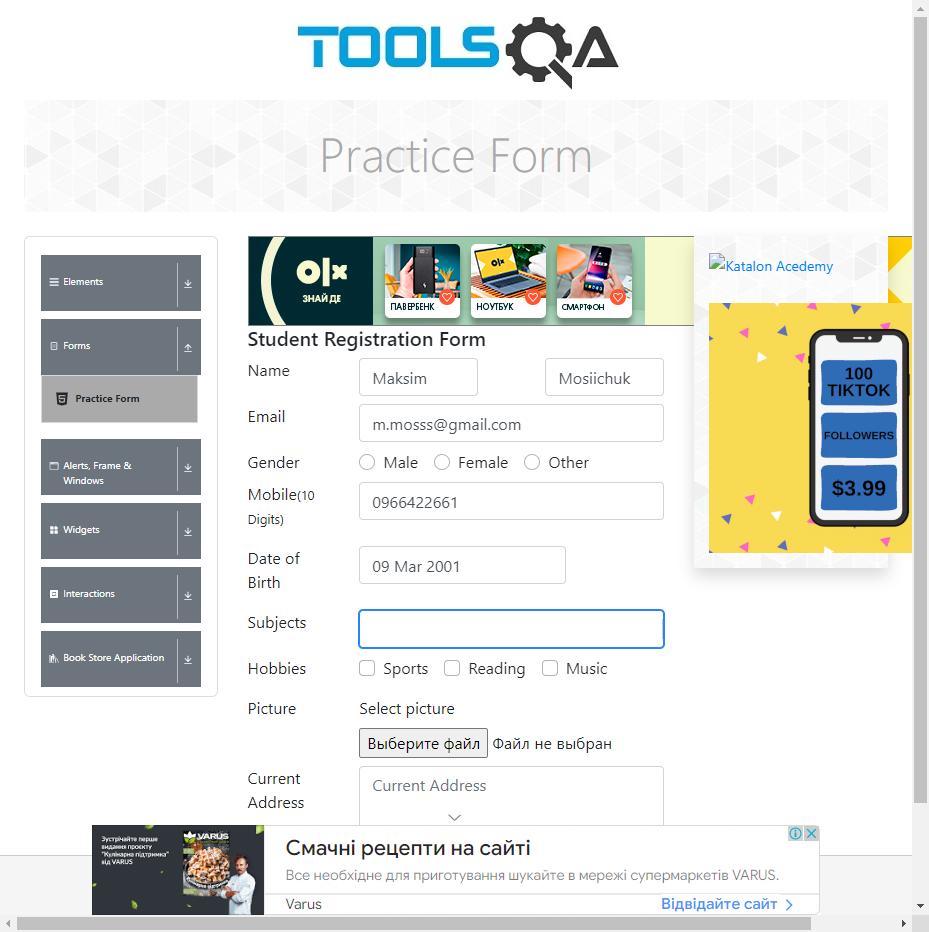 TOOLSQA
Practice Form
Elements
Forms
Practice Form
Alerts, Frame &
Windows
Widgets
Interactions
Book Store Application
olx
ЗНАЙДЕ
ПАВЕРБЕНК
НОУТБУК
СМАРТФОН
Student Registration Form
Name
Maksim
Mosiichuk
Email
m.mosss@gmail.com
Gender
Male
Female
Other
Mobile(10
Digits)
0966422661
Date of
Birth
09 Mar 2001
Subjects
Hobbies
Sports
Reading
Music
Picture
Select picture
Выберите файл
Файл не выбран
Current
Address
Current Address
Katalon Acedemy
100
TIKTOK
FOLLOWERS
$3.99
Зустрічайте перше
видання проєкту
"Кулінарна підтримка"
від VARUS
VARUS
Смачні рецепти на сайті
Все необхідне для приготування шукайте в мережі супермаркетів VARUS.
Varus
Відвідайте сайт